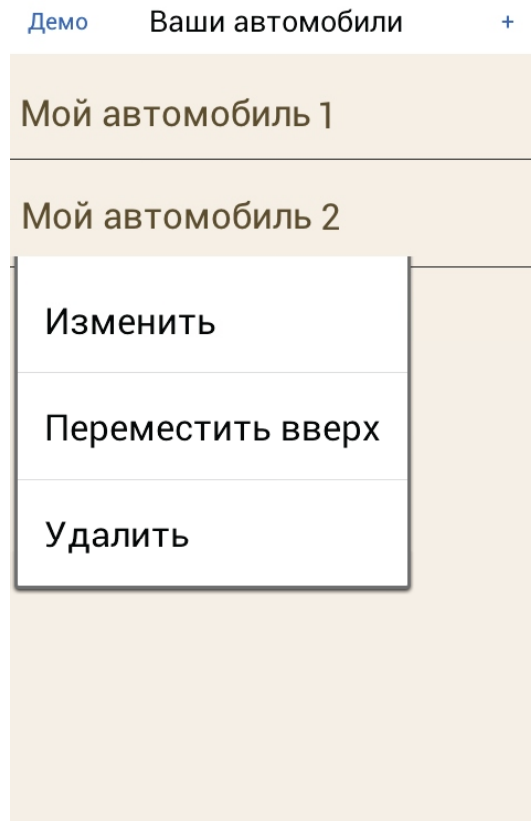 Демо Ваши автомобили +
Мой автомобиль 1
Мой автомобиль 2
Изменить
Переместить вверх
Удалить